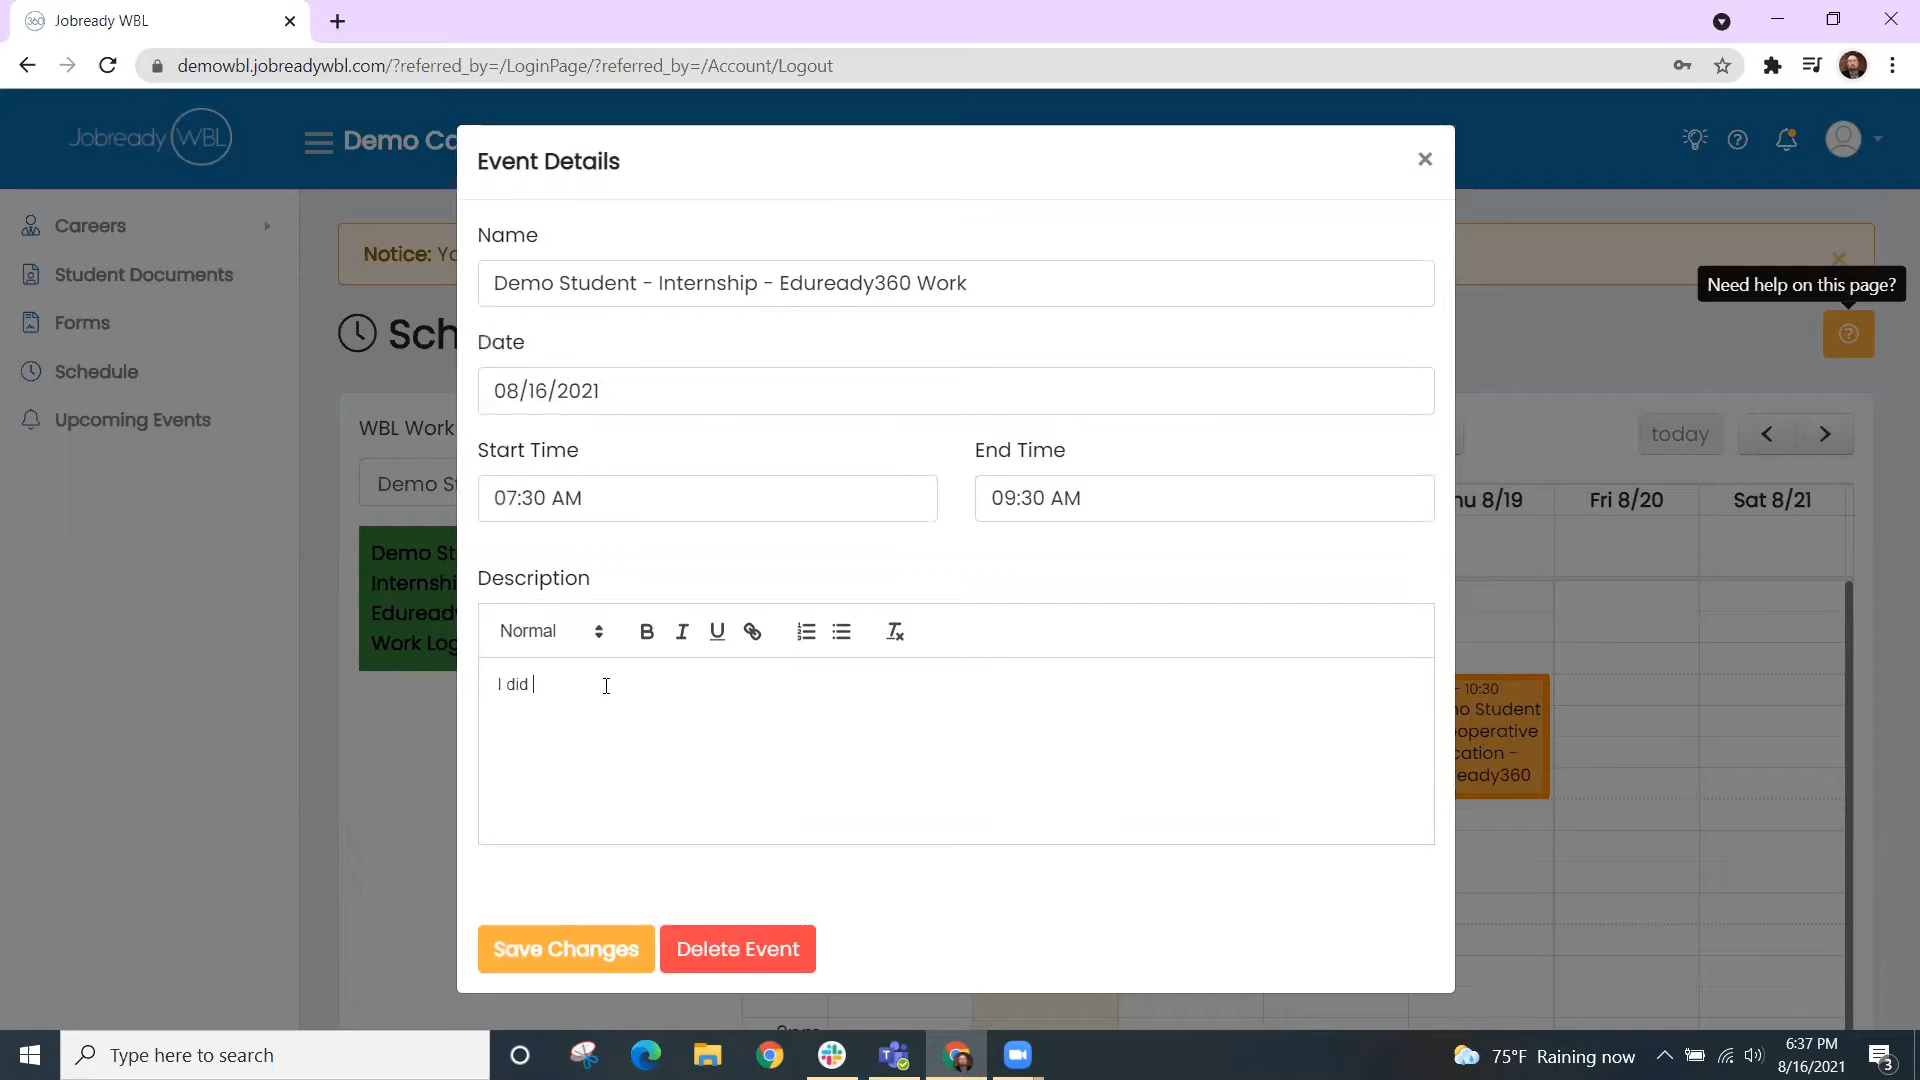 360 Jobready WBL
demowbl.jobreadywbl.com/?referred_by=/LoginPage/?referred_by=/Account/Logout
Jobready WBL
Demo Co
Event Details
Careers
Student Documents
Forms
Schedule
Upcoming Events
Notice: Yo
Need help on this page?
Sch
Name
Demo Student - Internship - Eduready360 Work
Date
08/16/2021
Start Time
End Time
07:30 AM
09:30 AM
Description
Normal
I did
Save Changes
Delete Event
WBL Work
Demo St
Demo St
Internshi
Eduread
Work Log
today
hu 8/19
Fri 8/20
Sat 8/21
- 10:30
no Student
operative
cation -
ready360
Type here to search
75°F Raining now
6:37 PM
8/16/2021
3